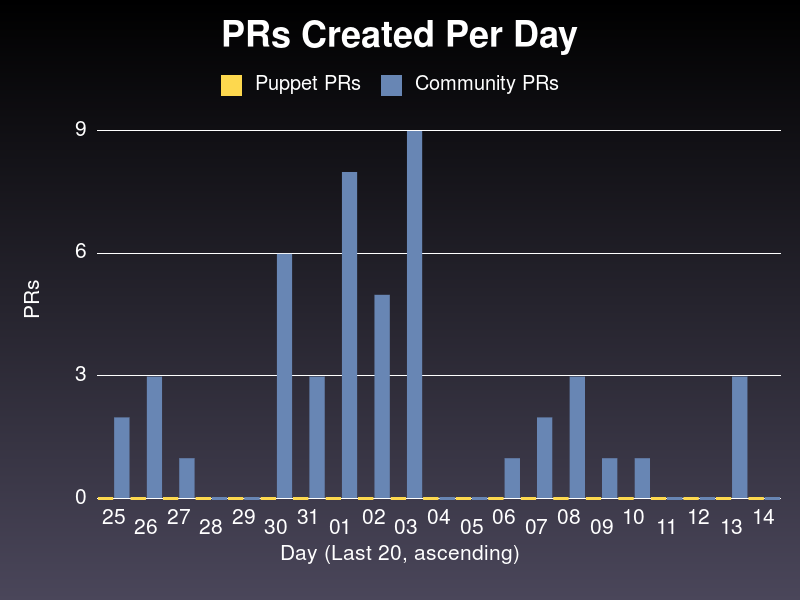 PRs Created Per Day
Puppet PRs Community PRs
9
6
3
0
PRs
25 26 27 28 29 30 31 01 02 03 04 05 06 07 08 09 10 11 12 13 14
Day (Last 20, ascending)